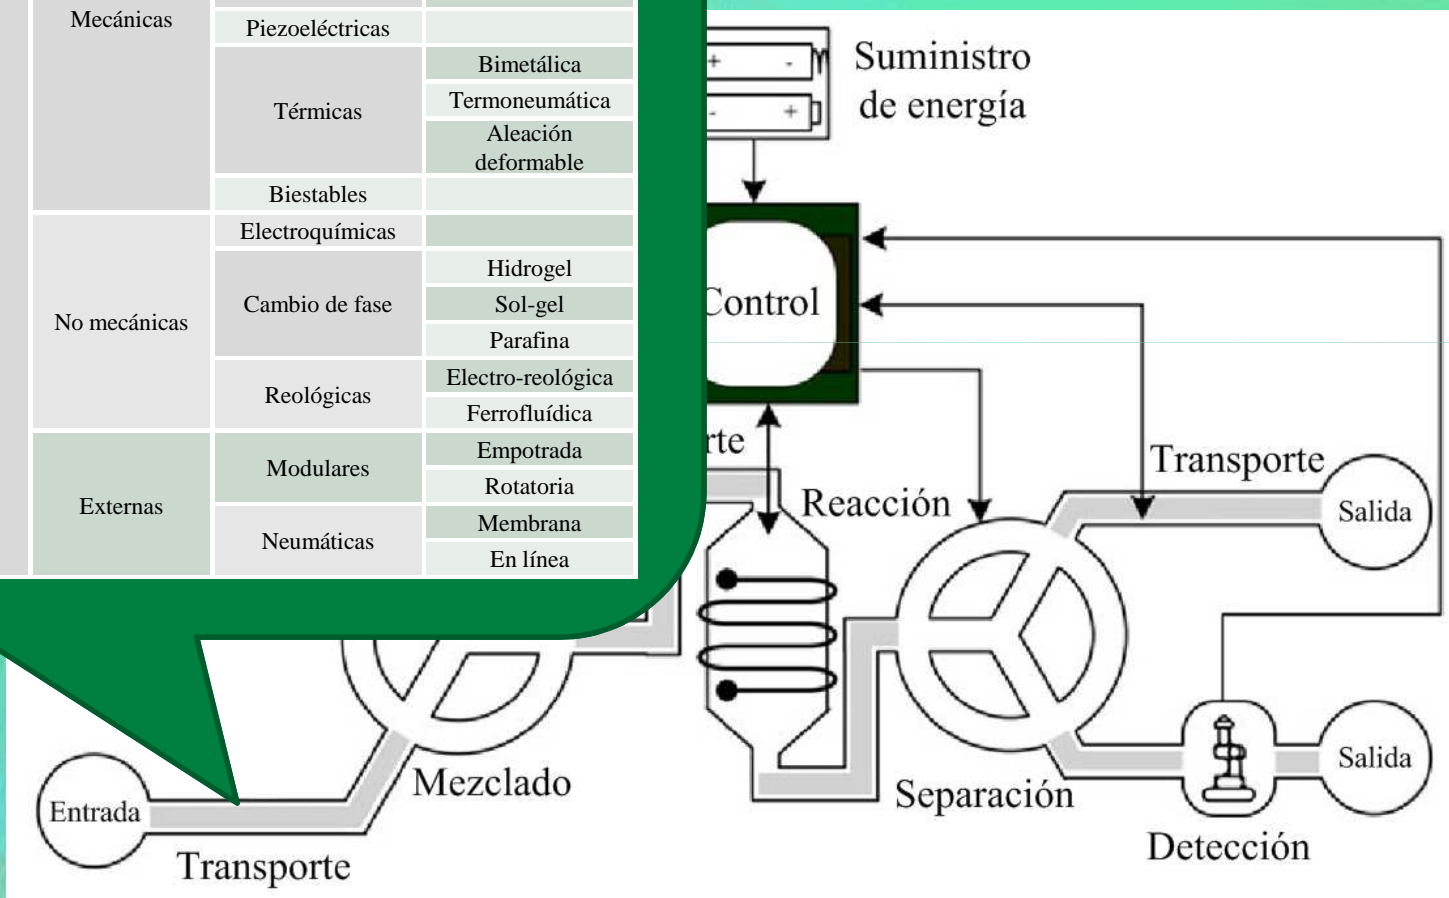 Mecánicas
Piezoeléctricas
Térmicas
Bimetálica
Termoneumática
Aleación
deformable
Biestables
No mecánicas
Electroquímicas
Cambio de fase
Hidrogel
Sol-gel
Parafina
Reológicas
Electro-reológica
Ferrofluídica
Externas
Modulares
Empotrada
Rotatoria
Neumáticas
Membrana
En línea
+ -
- +
Suministro
de energía
Control
rte
Reacción
Transporte
Salida
Entrada
Transporte
Mezclado
Separación
Detección
Salida